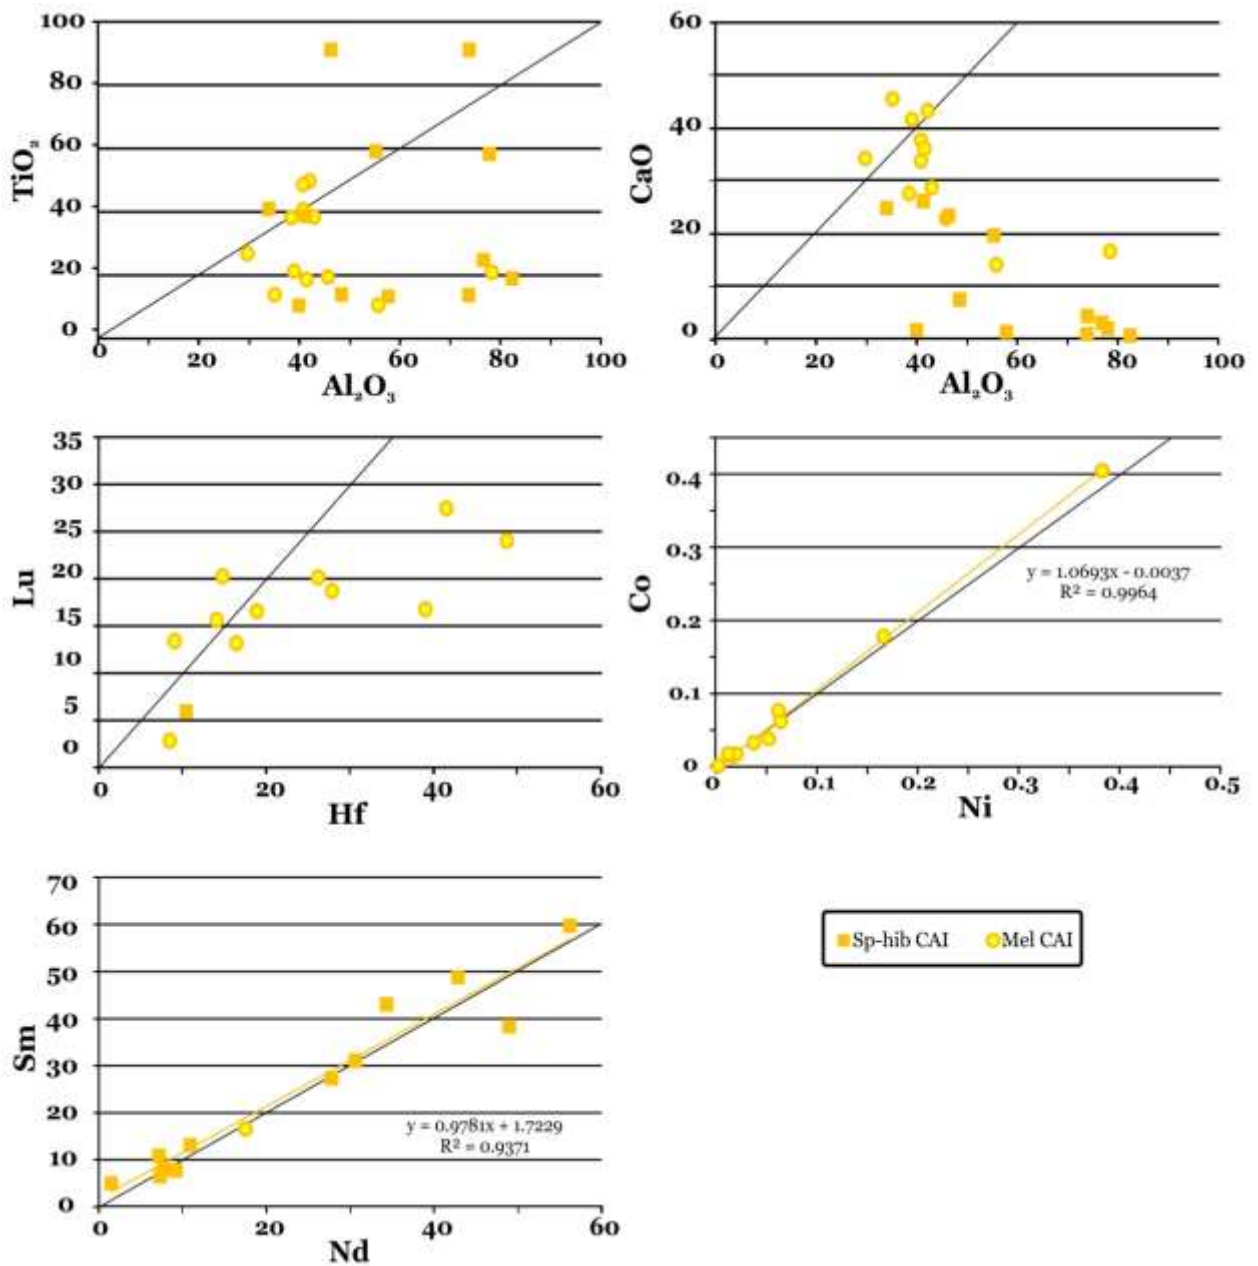 100
80
60
40
20
0
TiO₂
0 20 40 60 80 100
Al₂O₃
60
40
20
0
CaO
0 20 40 60 80 100
Al₂O₃
35
30
25
20
15
10
5
0
Lu
0 20 40 60
Hf
0.4
0.3
0.2
0.1
0
Co
y = 1.0693x - 0.0037
R² = 0.9964
0 0.1 0.2 0.3 0.4 0.5
Ni
70
60
50
40
30
20
10
0
Sm
y = 0.9781x + 1.7229
R² = 0.9371
0 20 40 60
Nd
Sp-hib CAI Mel CAI